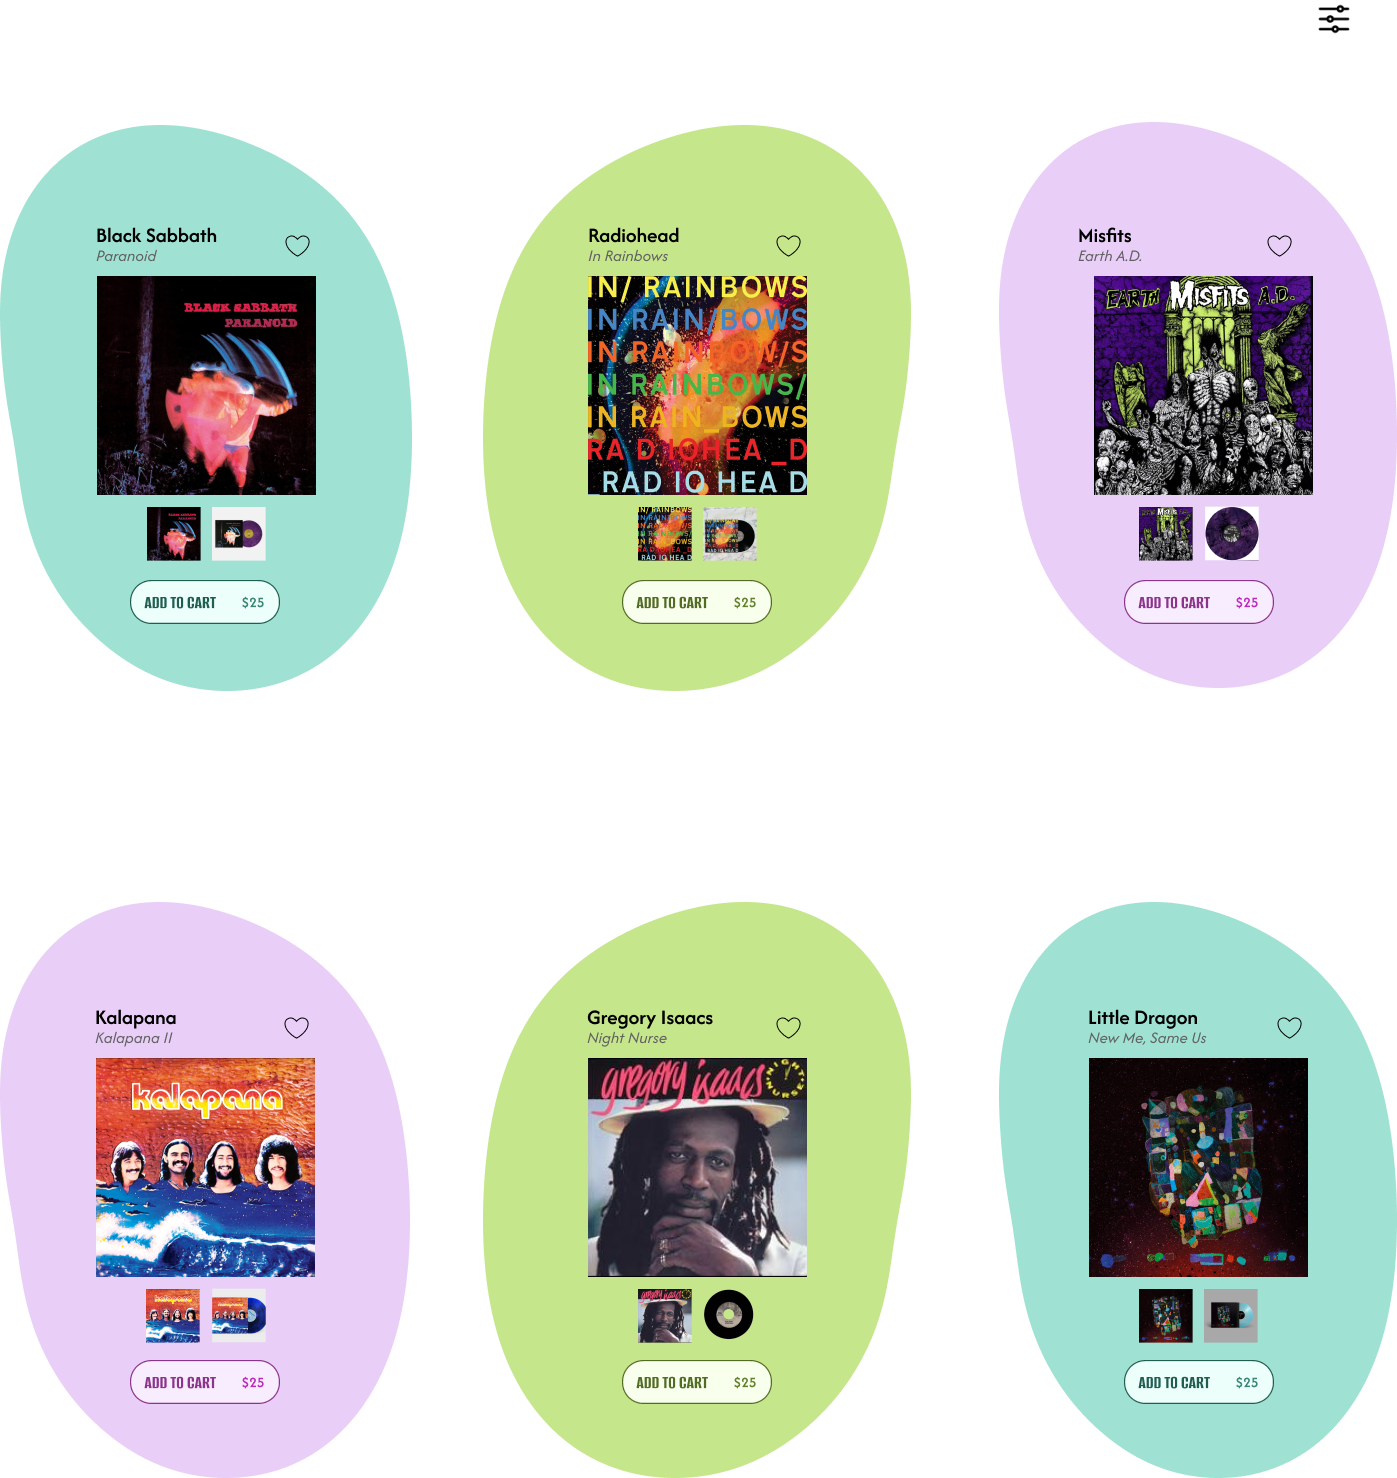 Black Sabbath
Paranoid
BLACK SABBATH
PARANOID
ADD TO CART $25
Radiohead
In Rainbows
IN/ RAINBOWS
IN RAIN/BOWS
IN RAINBOW/S
IN RAINBOWS/
IN RAIN_BOWS
RA D IOHEA _D
_RAD IO HEA D
ADD TO CART $25
Misfits
Earth A.D.
EARTH MISFITS A.D.
ADD TO CART $25
Kalapana
Kalapana II
kalapana
ADD TO CART $25
Gregory Isaacs
Night Nurse
gregory isaacs
NIGHT NURSE
ADD TO CART $25
Little Dragon
New Me, Same Us
ADD TO CART $25